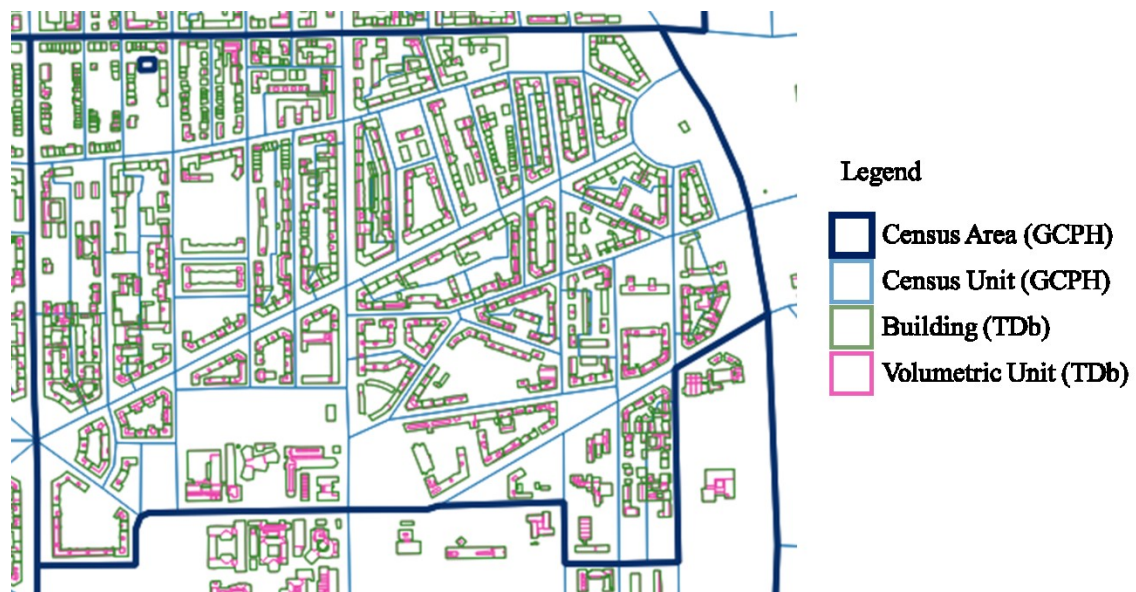 Legend
Census Area (GCPH)
Census Unit (GCPH)
Building (TDb)
Volumetric Unit (TDb)